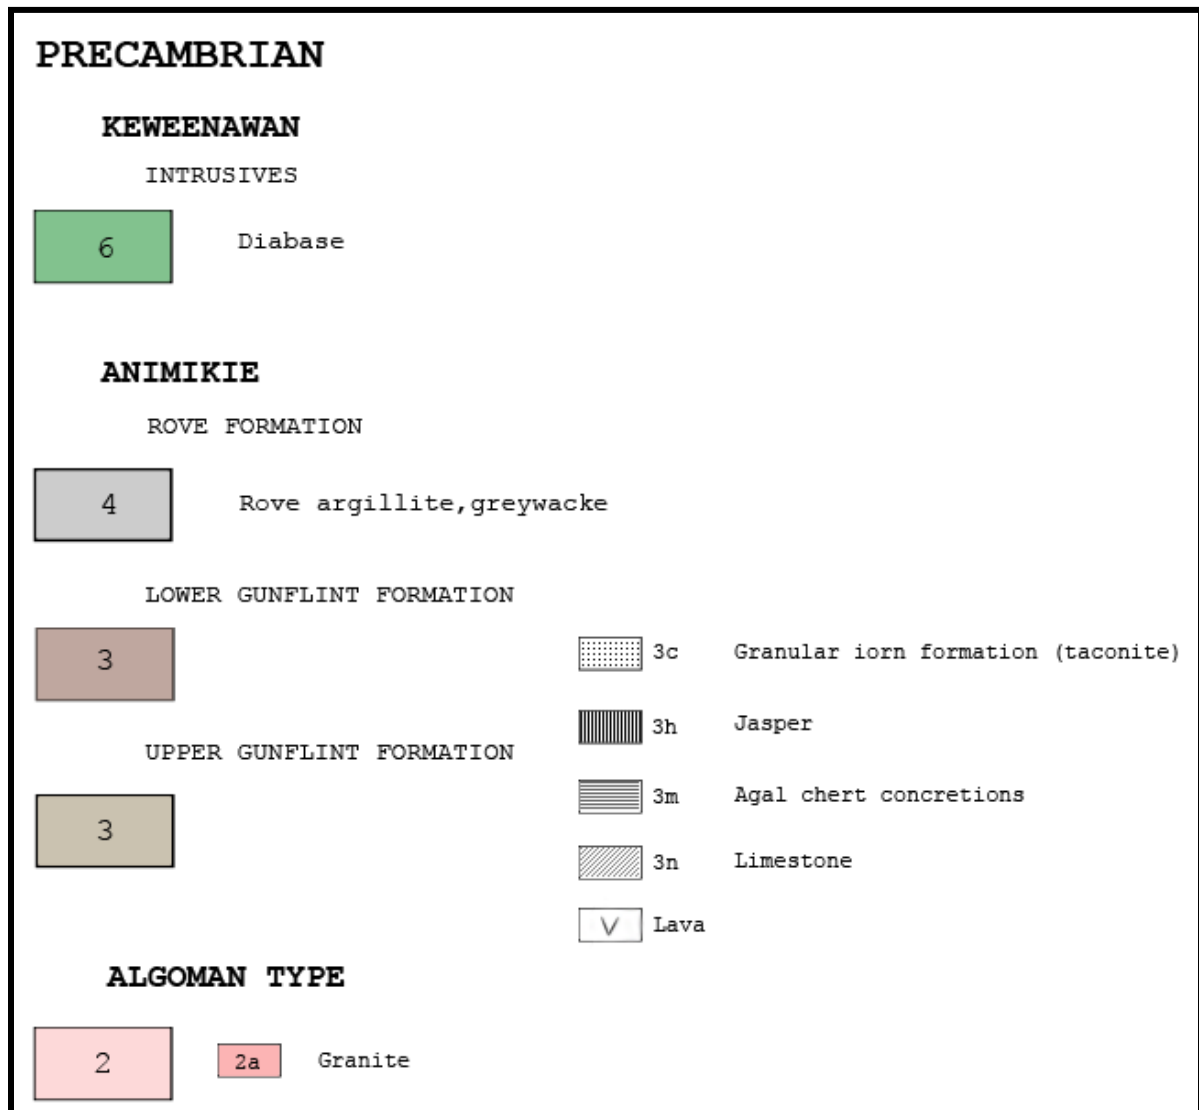 PRECAMBRIAN
KEWEENAWAN
INTRUSIVES
6 Diabase
ANIMIKIE
ROVE FORMATION
4 Rove argillite,greywacke
LOWER GUNFLINT FORMATION
3
3c Granular iorn formation (taconite)
3h Jasper
UPPER GUNFLINT FORMATION
3
3m Agal chert concretions
3n Limestone
V Lava
ALGOMAN TYPE
2 2a Granite